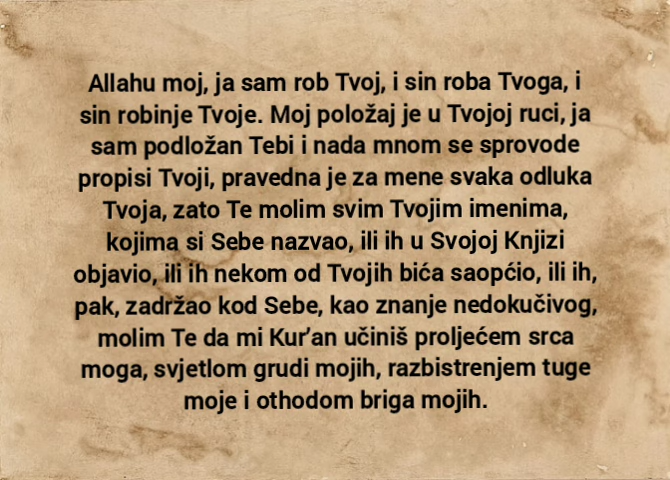 Allahu moj, ja sam rob Tvoj, i sin roba Tvoga, i
sin robinje Tvoje. Moj položaj je u Tvojoj ruci, ja
sam podložan Tebi i nada mnom se sprovode
propisi Tvoji, pravedna je za mene svaka odluka
Tvoja, zato Te molim svim Tvojim imenima,
kojima si Sebe nazvao, ili ih u Svojoj Knjizi
objavio, ili ih nekom od Tvojih bića saopćio, ili ih,
pak, zadržao kod Sebe, kao znanje nedokučivog,
molim Te da mi Kur'an učiniš proljećem srca
moga, svjetlom grudi mojih, razbistrenjem tuge
moje i othodom briga mojih.